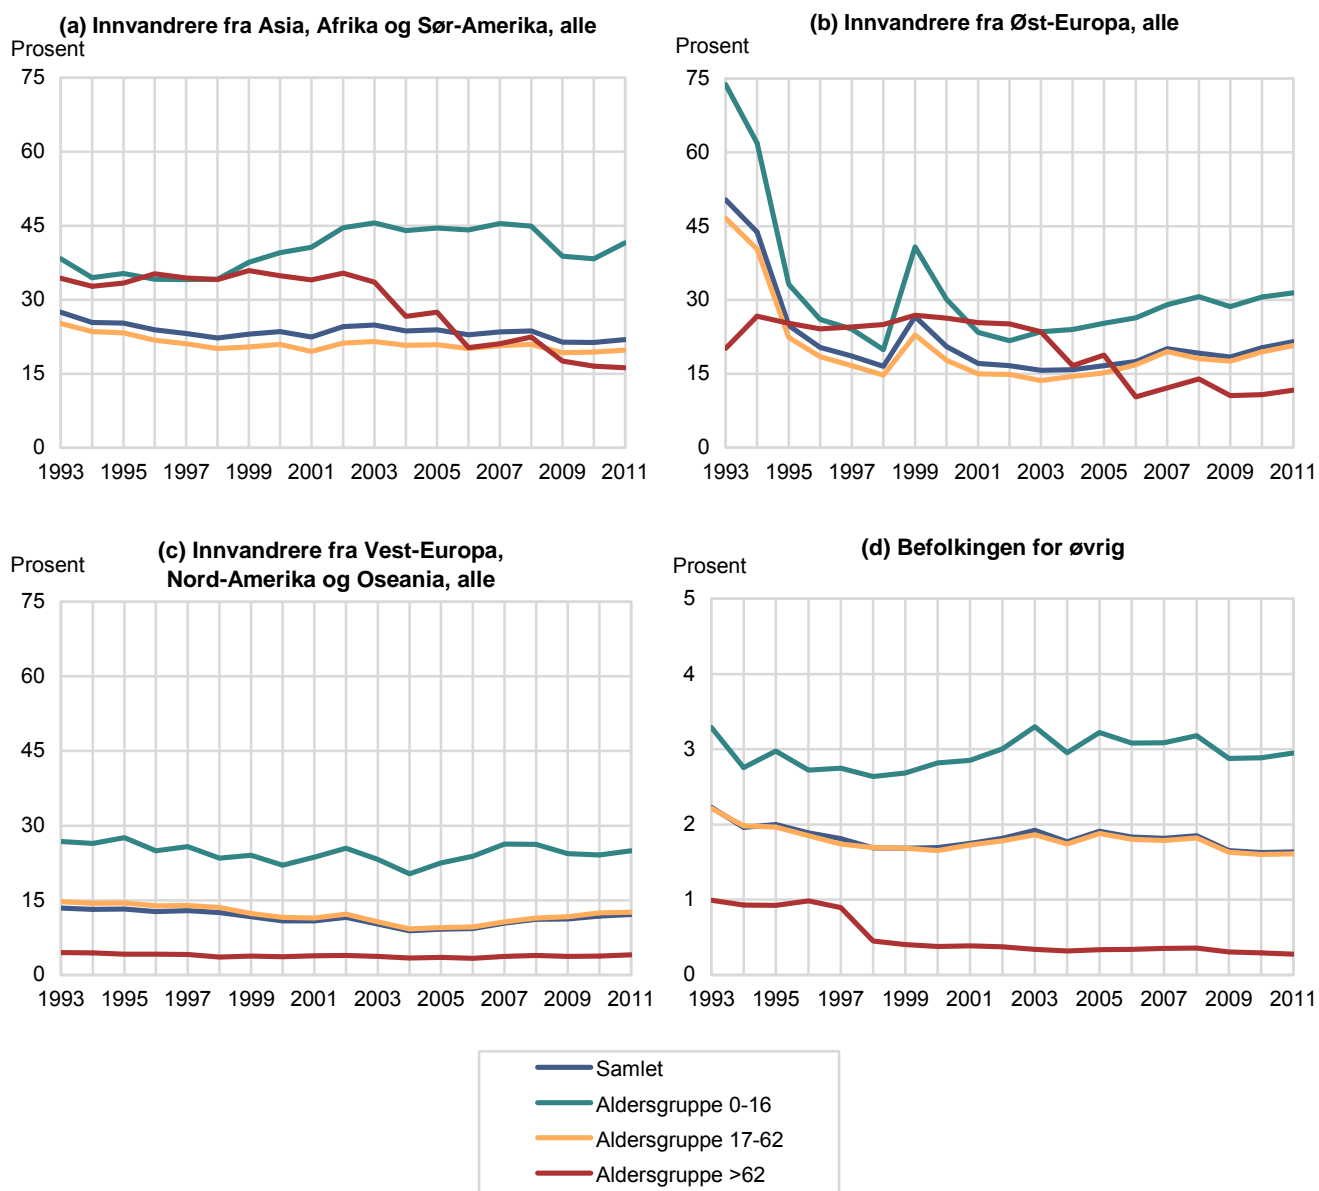 (a) Innvandrere fra Asia, Afrika og Sør-Amerika, alle
Prosent
75
60
45
30
15
0
1993 1995 1997 1999 2001 2003 2005 2007 2009 2011
(b) Innvandrere fra Øst-Europa, alle
Prosent
75
60
45
30
15
0
1993 1995 1997 1999 2001 2003 2005 2007 2009 2011
(c) Innvandrere fra Vest-Europa,
Nord-Amerika og Oseania, alle
Prosent
75
60
45
30
15
0
1993 1995 1997 1999 2001 2003 2005 2007 2009 2011
(d) Befolkingen for øvrig
Prosent
5
4
3
2
1
0
1993 1995 1997 1999 2001 2003 2005 2007 2009 2011
Samlet
Aldersgruppe 0-16
Aldersgruppe 17-62
Aldersgruppe >62